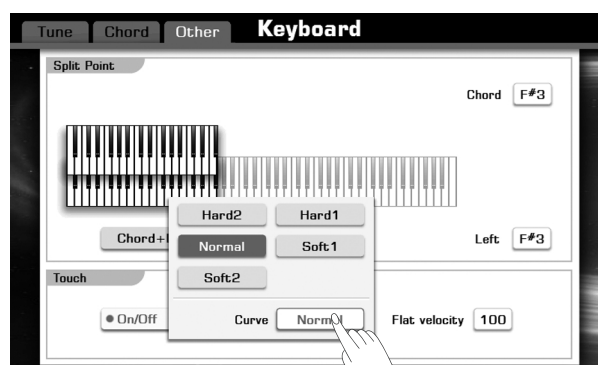 Tune Chord Other Keyboard
Split Point
Chord F#3
Hard2 Hard1
Chord+ Normal Soft1 Left F#3
Touch Soft2
On/Off Curve Normal Flat velocity 100